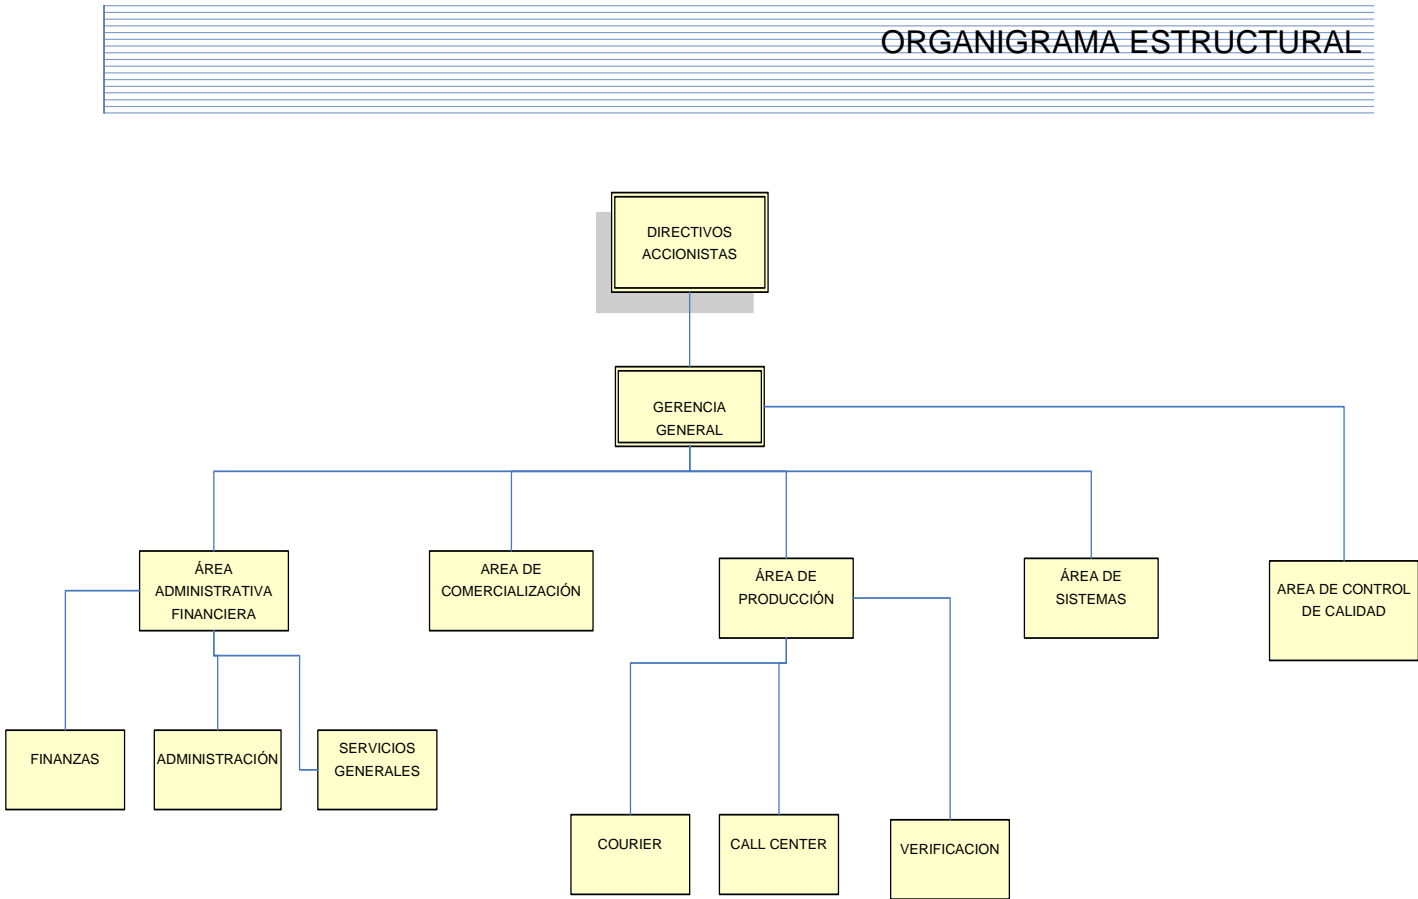 ORGANIGRAMA ESTRUCTURAL
DIRECTIVOS
ACCIONISTAS
GERENCIA
GENERAL
ÁREA
ADMINISTRATIVA
FINANCIERA
AREA DE
COMERCIALIZACIÓN
ÁREA DE
PRODUCCIÓN
ÁREA DE
SISTEMAS
AREA DE CONTROL
DE CALIDAD
FINANZAS
ADMINISTRACIÓN
SERVICIOS
GENERALES
COURIER
CALL CENTER
VERIFICACION